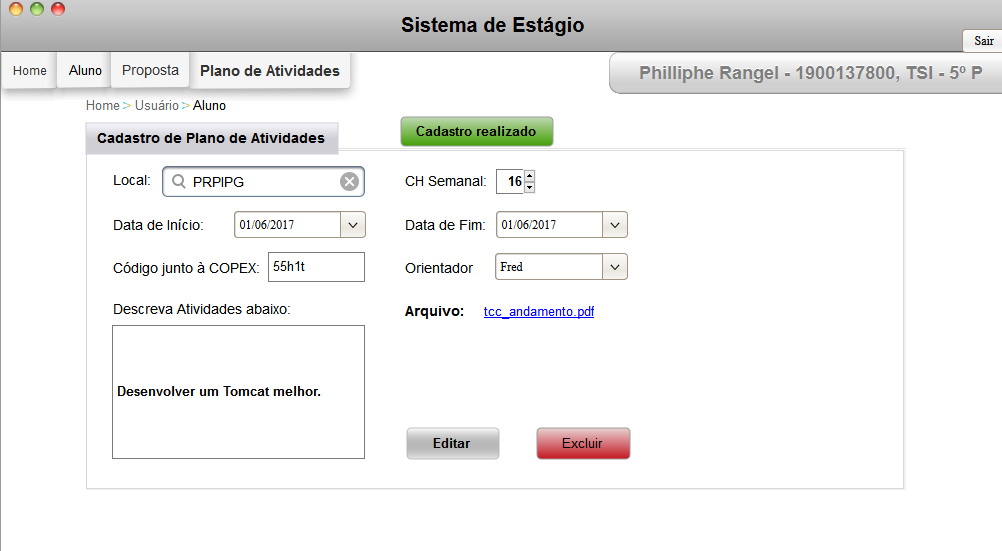 Sistema de Estágio
Sair
Home Aluno Proposta Plano de Atividades
Philliphe Rangel - 1900137800, TSI - 5º P
Home > Usuário > Aluno
Cadastro de Plano de Atividades
Cadastro realizado
Local: PRPIPG
CH Semanal: 16
Data de Início: 01/06/2017
Data de Fim: 01/06/2017
Código junto à COPEX: 55h1t
Orientador Fred
Descreva Atividades abaixo:
Arquivo: tcc_andamento.pdf
Desenvolver um Tomcat melhor.
Editar
Excluir